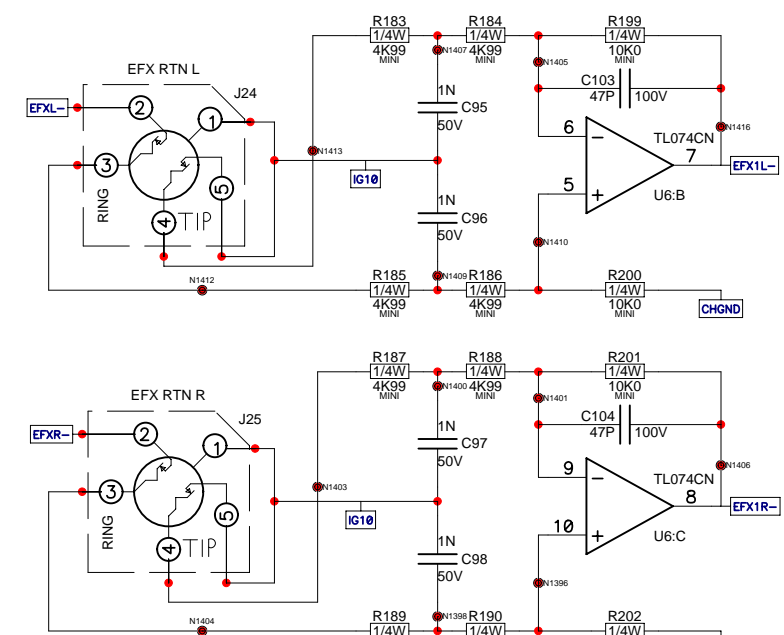 R183
R184
R199
1/4W
1/4W
1/4W
4K99
N1407
4K99
10K0
MINI
MINI
MINI
EFX RTN L
N1405
J24
C103
47P
100V
1N
C95
50V
EFXL-
2
1
6
TL074CN
N1416
7
EFX1L-
N1413
3
IG10
5
5
U6:B
RING
4
TIP
1N
C96
50V
N1410
N1412
R185
N1409
R186
R200
1/4W
1/4W
1/4W
4K99
4K99
10K0
MINI
MINI
MINI
CHGND
R187
R188
R201
1/4W
1/4W
1/4W
4K99
N1400
4K99
10K0
MINI
MINI
MINI
EFX RTN R
N1401
J25
C104
47P
100V
1N
C97
50V
EFXR-
2
1
9
TL074CN
N1406
8
EFX1R-
N1403
3
IG10
5
10
U6:C
RING
4
TIP
1N
C98
50V
N1396
N1404
R189
N1398
R190
R202
1/4W
1/4W
1/4W